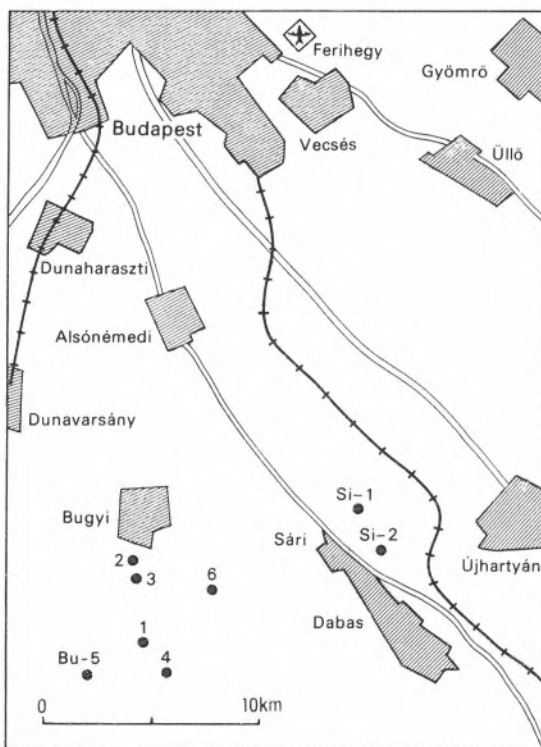 Ferihegy
Gyömrő
Budapest
Vecsés
Üllő
Dunaharaszti
Alsónémedi
Dunavarsány
Bugyi
Si-1
Si-2
Sári
Újhartyán
2
3
6
Dabas
1
Bu-5
4
0 10km